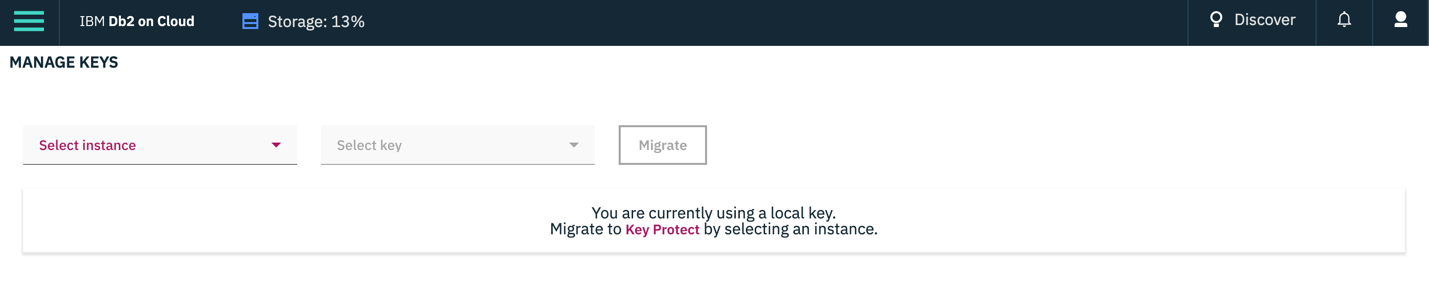 IBM Db2 on Cloud
Storage: 13%
Discover
MANAGE KEYS
Select instance
Select key
Migrate
You are currently using a local key.
Migrate to Key Protect by selecting an instance.